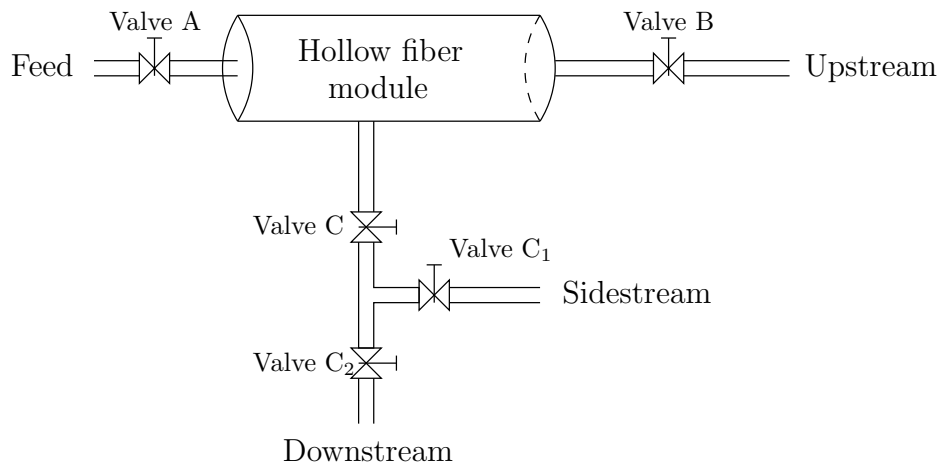 Valve A
Valve B
Feed
Hollow fiber
module
Upstream
Valve C
Valve C₁
Sidestream
Valve C₂
Downstream